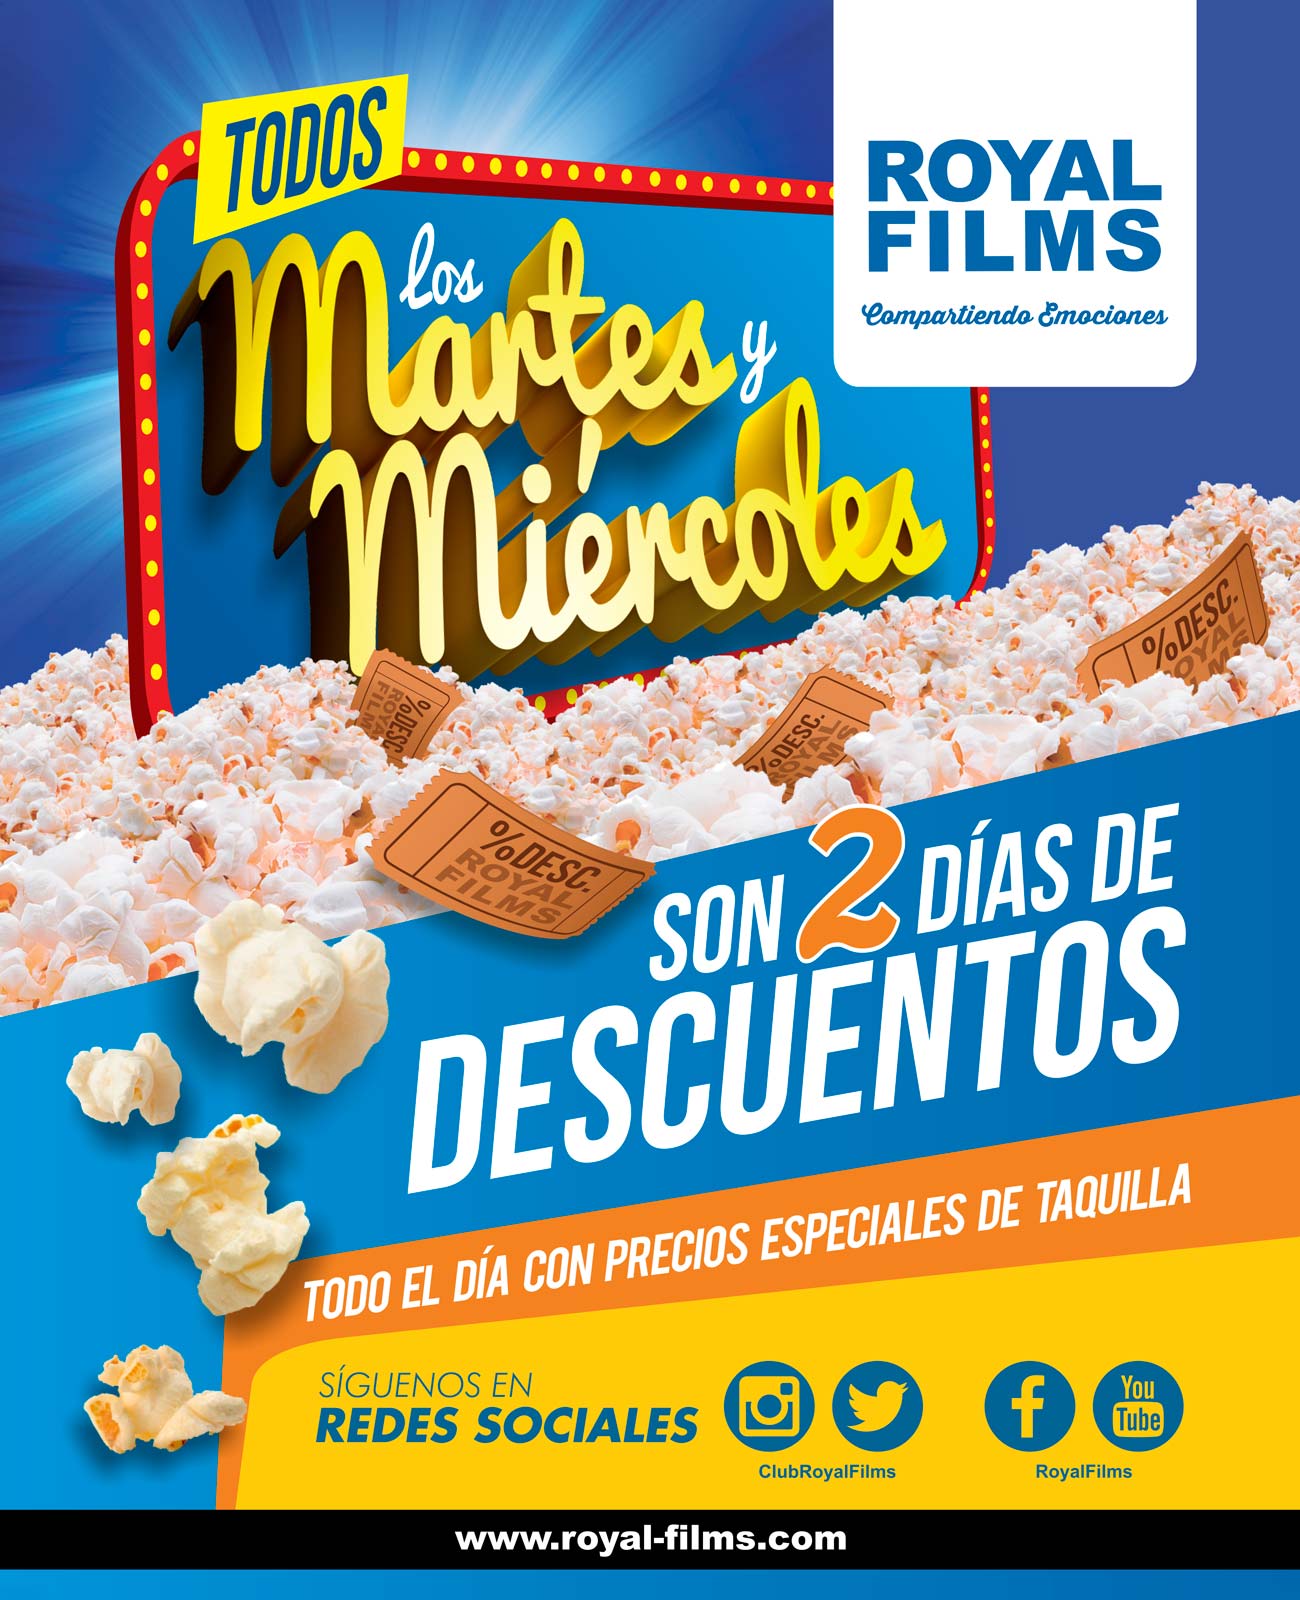 TODOS
los
Martes y
Miércoles
ROYAL
FILMS
Compartiendo Emociones
%DESC.
ROYAL
FILM
%DESC.
ROYAL
FILMS
%DESC.
ROYAL
FILMS
%DESC.
ROYAL
SON 2 DÍAS DE
DESCUENTOS
TODO EL DÍA CON PRECIOS ESPECIALES DE TAQUILLA
SÍGUENOS EN
REDES SOCIALES
You
Tube
ClubRoyalFilms
RoyalFilms
www.royal-films.com